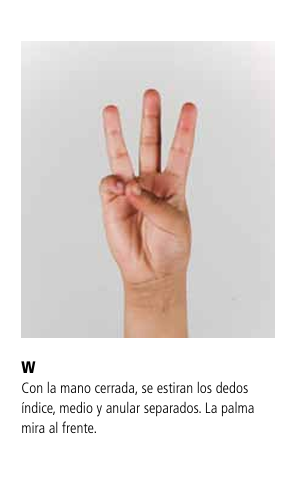 W
Con la mano cerrada, se estiran los dedos
índice, medio y anular separados. La palma
mira al frente.